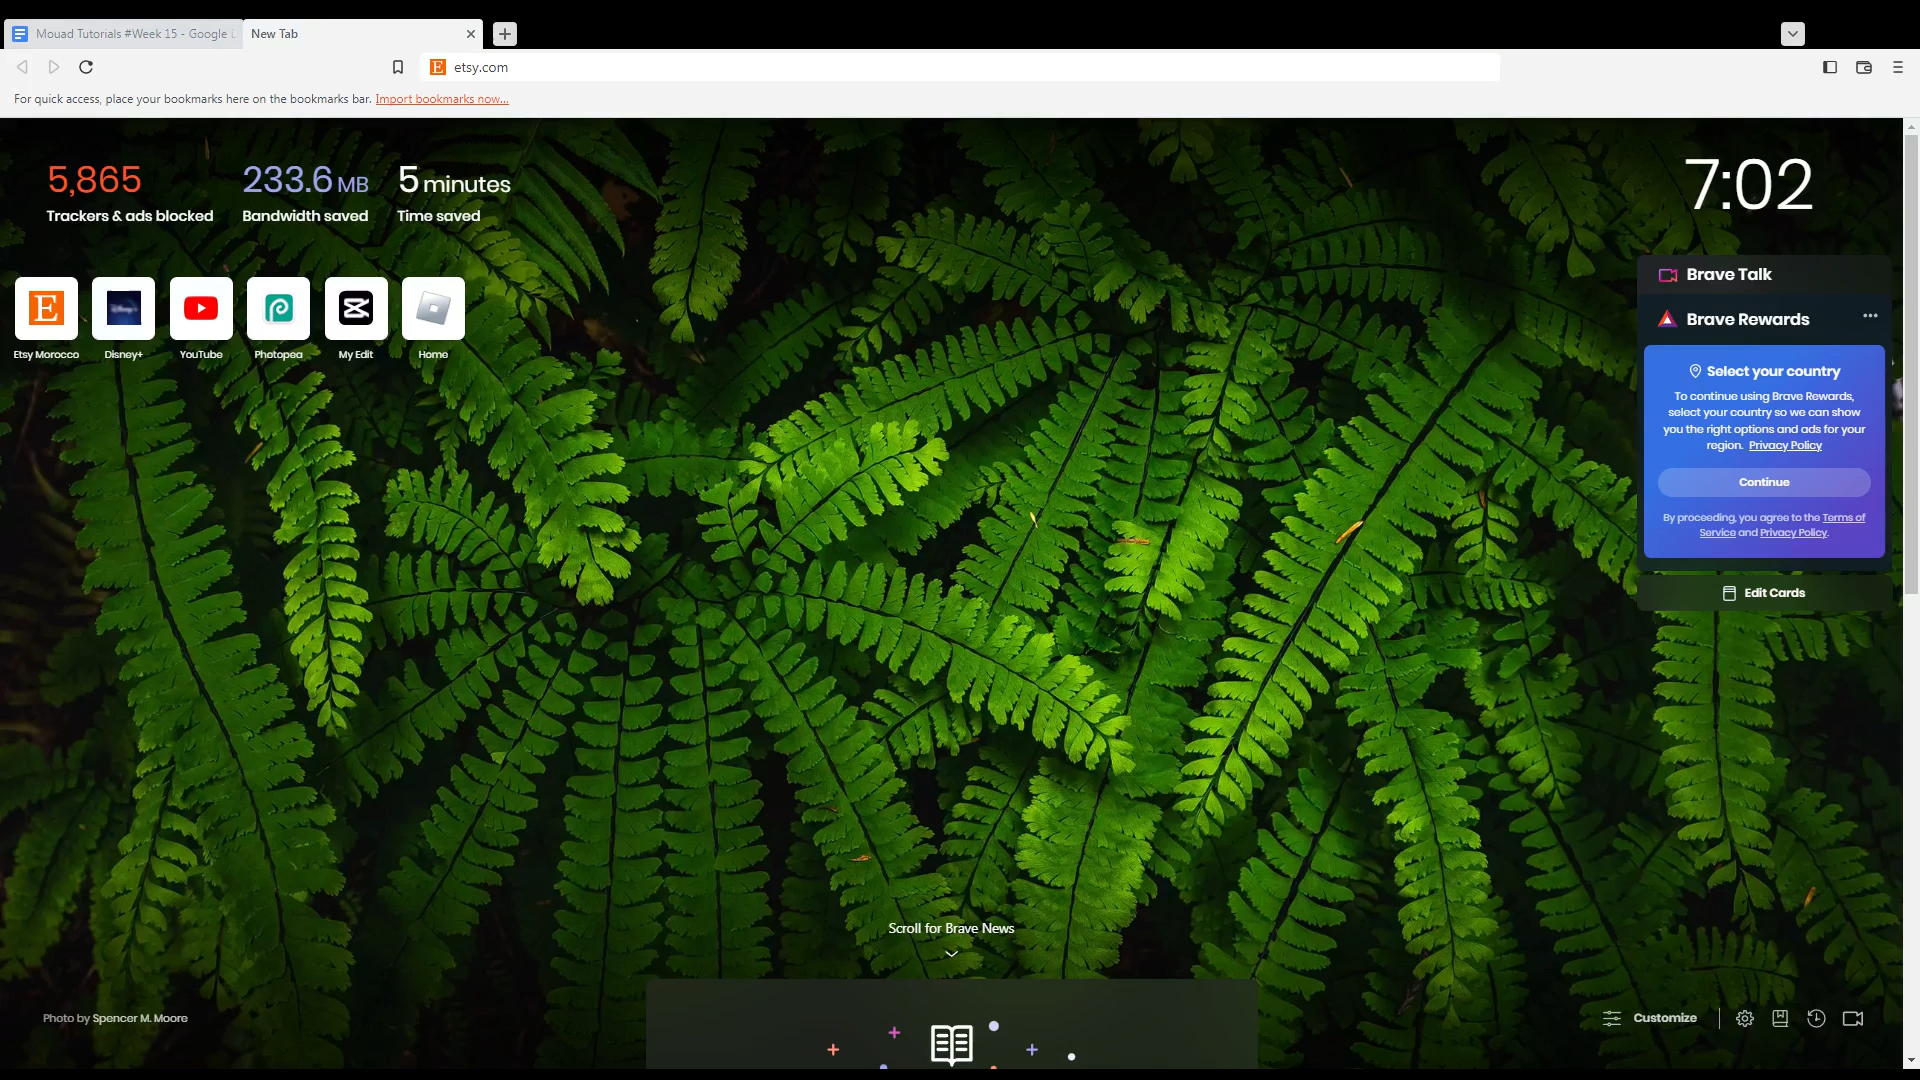 Mouad Tutorials #Week 15 - Google
New Tab
etsy.com
For quick access, place your bookmarks here on the bookmarks bar. Import bookmarks now...
5,865
Trackers & ads blocked
233.6 MB
Bandwidth saved
5 minutes
Time saved
7:02
E
Etsy Morocco
Disney+
YouTube
Photopea
My Edit
Home
Brave Talk
Brave Rewards
Select your country
To continue using Brave Rewards,
select your country so we can show
you the right options and ads for your
region. Privacy Policy
Continue
By proceeding, you agree to the Terms of
Service and Privacy Policy.
Edit Cards
Scroll for Brave News
Photo by Spencer M. Moore
Customize